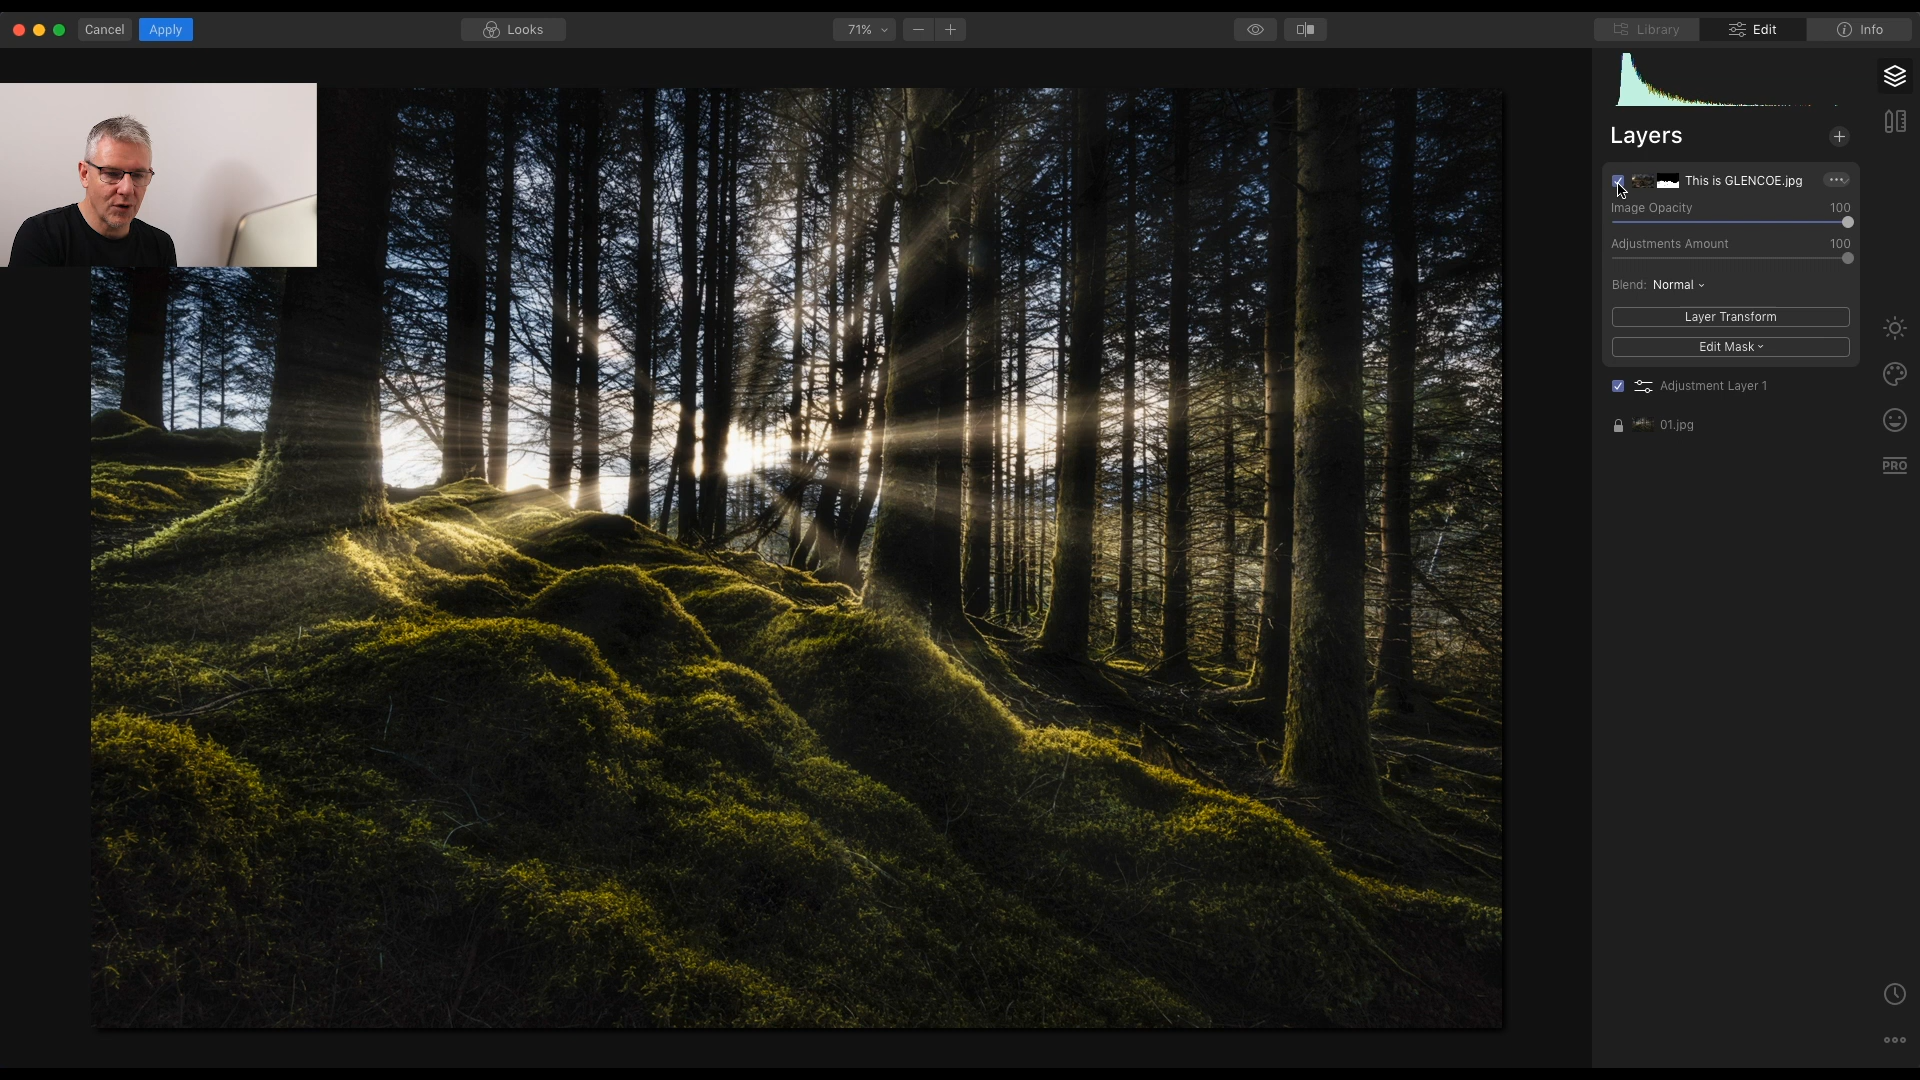 Cancel Apply Looks 71% Library Edit Info
Layers
This is GLENCOE.jpg
Image Opacity 100
Adjustments Amount 100
Blend: Normal
Layer Transform
Edit Mask
Adjustment Layer 1
01.jpg
PRO